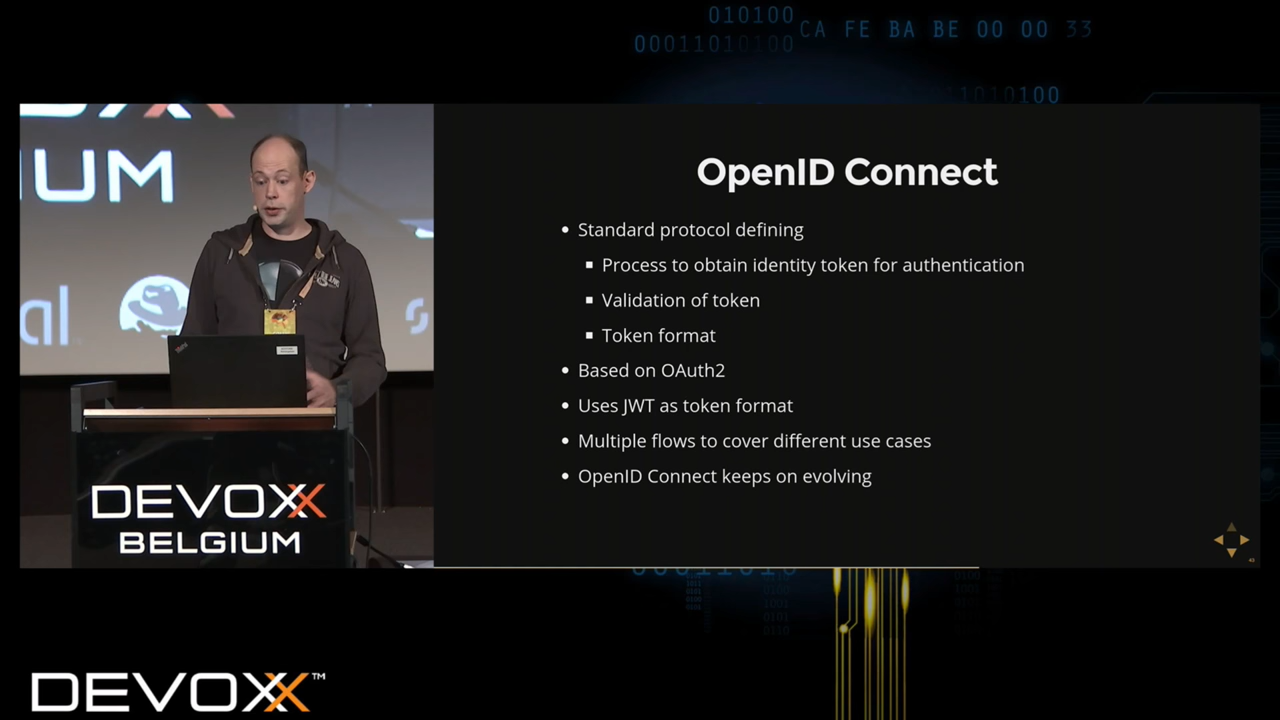 010100
00011010100
CA FE BA BE 00 00 33
11010100
IUM
al
OpenID Connect
Standard protocol defining
Process to obtain identity token for authentication
Validation of token
Token format
Based on OAuth2
Uses JWT as token format
Multiple flows to cover different use cases
OpenID Connect keeps on evolving
DEVOXX
BELGIUM
DEVOXX™